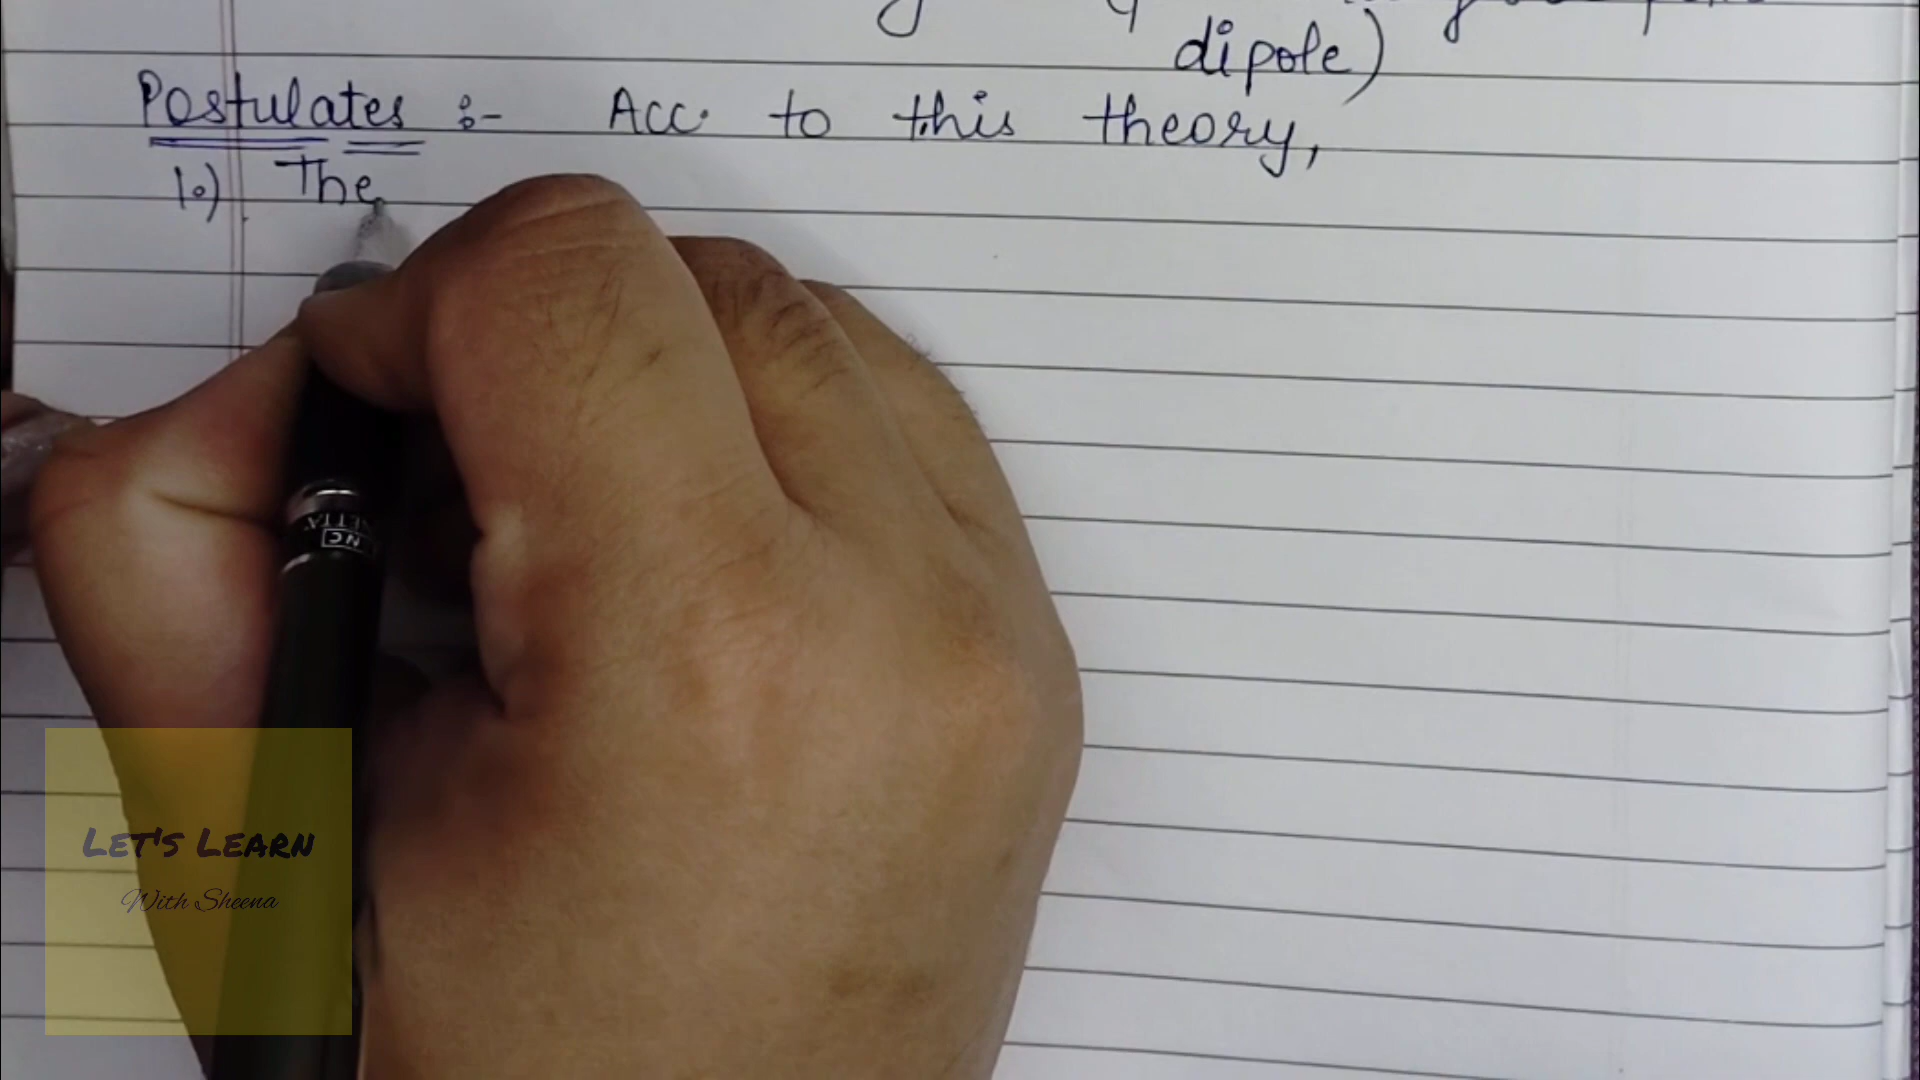 dipole)
Postulates :- Acc. to this theory,
1.) The
LET'S LEARN
With Sheena